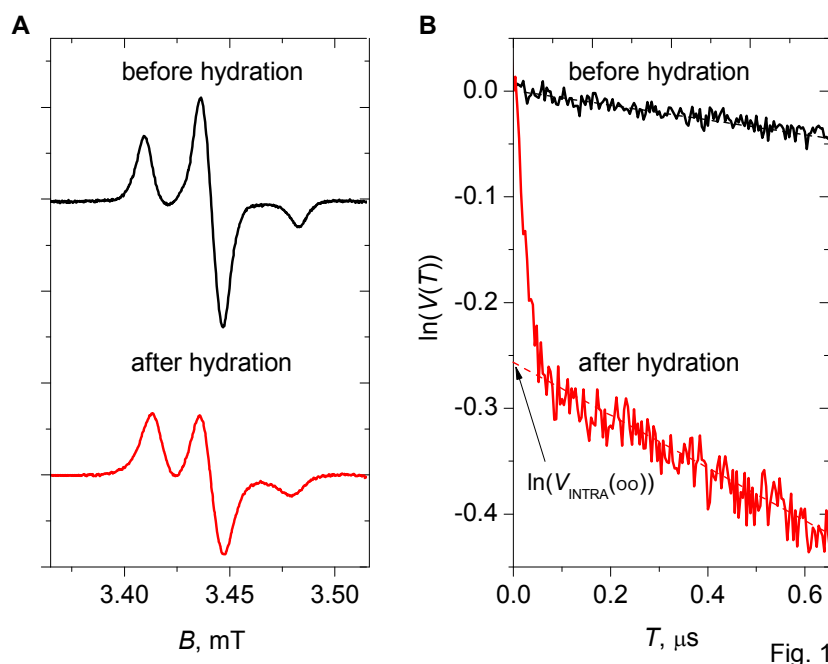 A
before hydration
after hydration
3.40
3.45
3.50
B, mT
B
before hydration
0.0
-0.1
-0.2
-0.3
-0.4
ln(V(T))
after hydration
ln(V_INTRA(oo))
0.0
0.2
0.4
0.6
T, μs
Fig. 1